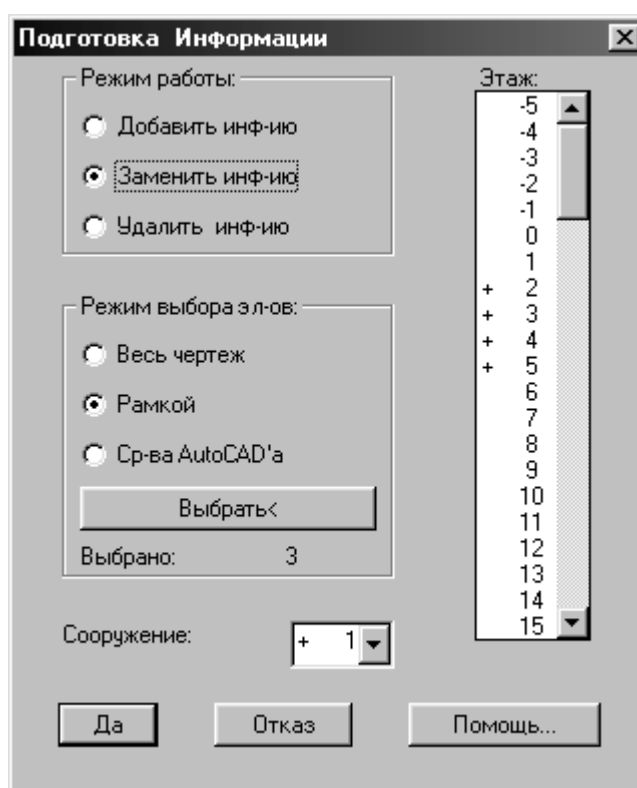 Подготовка Информации
Режим работы:
Добавить инф-ию
Заменить инф-ию
Удалить инф-ию
Режим выбора эл-ов:
Весь чертеж
Рамкой
Ср-ва AutoCAD'а
Выбрать<
Выбрано: 3
Сооружение: + 1
Этаж:
-5
-4
-3
-2
-1
0
1
+ 2
+ 3
+ 4
+ 5
6
7
8
9
10
11
12
13
14
15
Да
Отказ
Помощь...